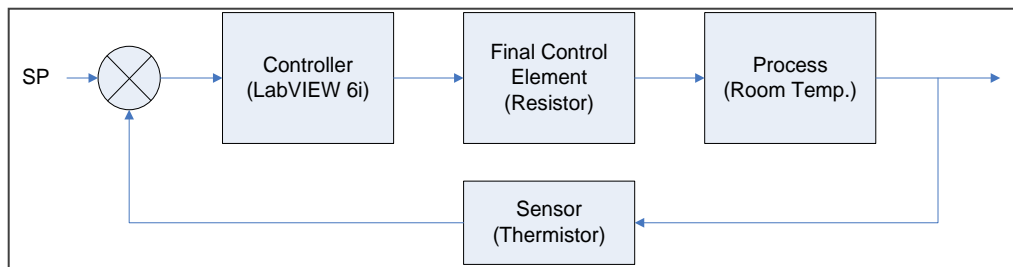 SP
Controller
(LabVIEW 6i)
Final Control
Element
(Resistor)
Process
(Room Temp.)
Sensor
(Thermistor)